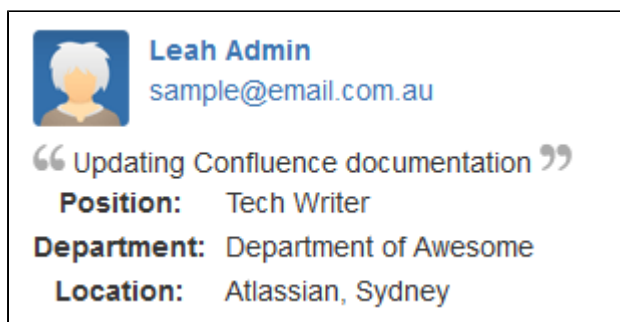 Leah Admin
sample@email.com.au
“ Updating Confluence documentation ”
Position: Tech Writer
Department: Department of Awesome
Location: Atlassian, Sydney